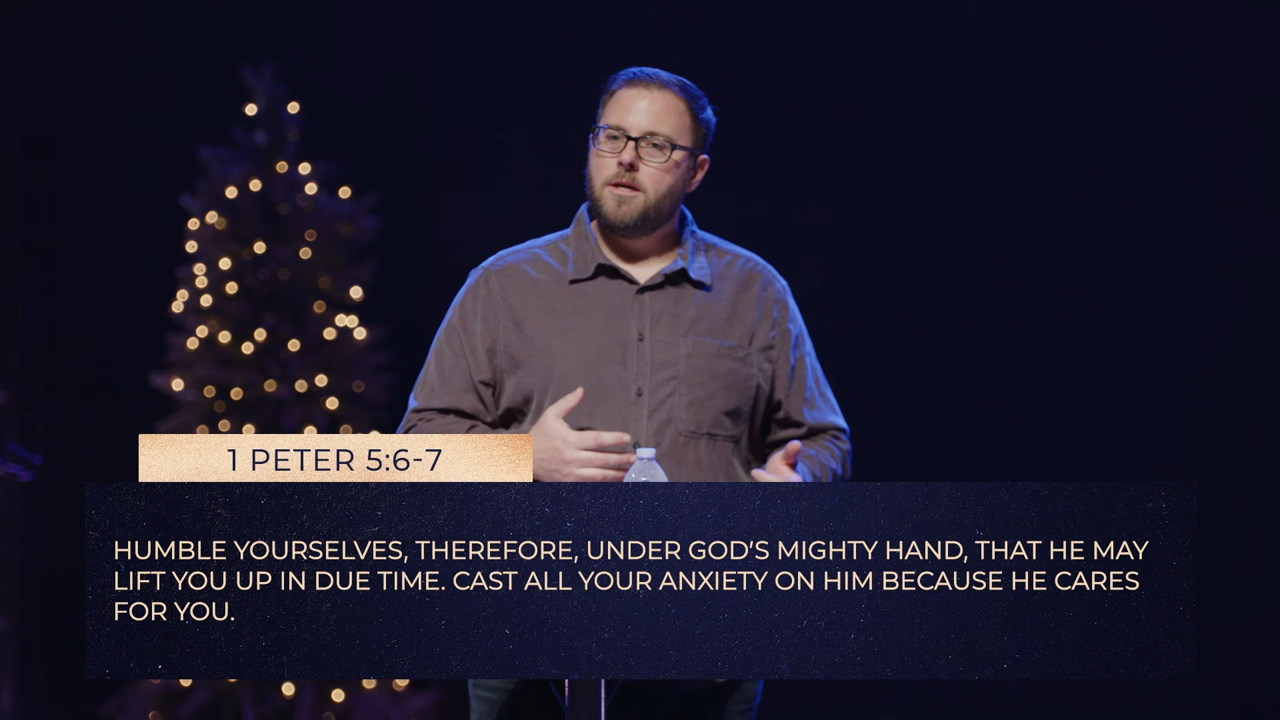 1 PETER 5:6-7
HUMBLE YOURSELVES, THEREFORE, UNDER GOD'S MIGHTY HAND, THAT HE MAY
LIFT YOU UP IN DUE TIME. CAST ALL YOUR ANXIETY ON HIM BECAUSE HE CARES
FOR YOU.